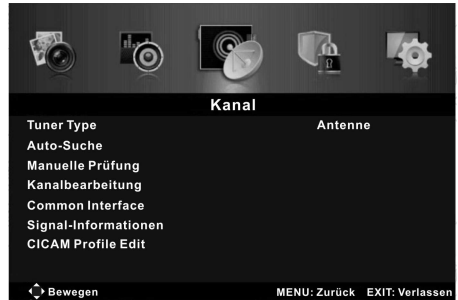 Kanal
Tuner Type Antenne
Auto-Suche
Manuelle Prüfung
Kanalbearbeitung
Common Interface
Signal-Informationen
CICAM Profile Edit
Bewegen MENU: Zurück EXIT: Verlassen